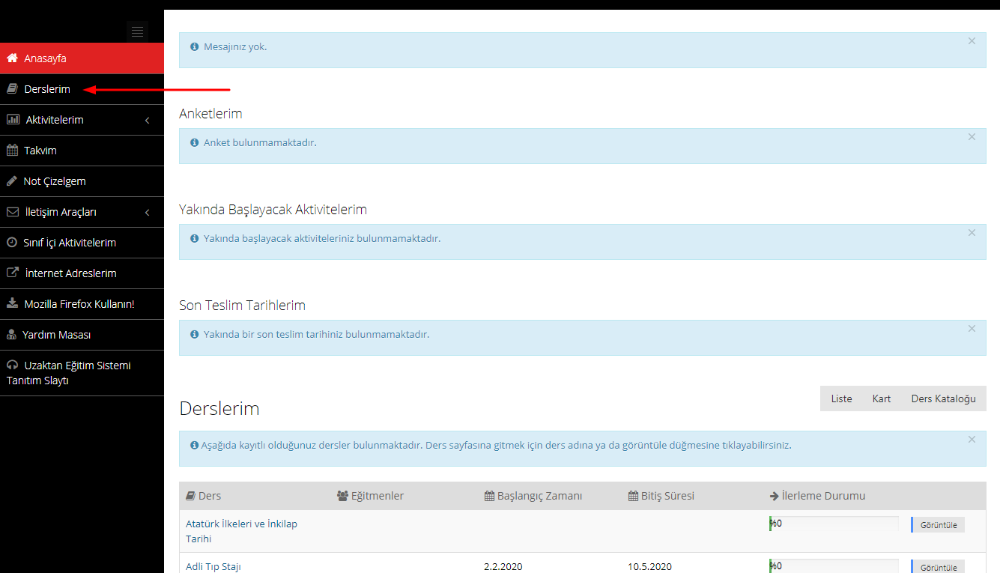 Anasayfa
Derslerim
Aktivitelerim
Takvim
Not Çizelgem
İletişim Araçları
Sınıf İçi Aktivitelerim
İnternet Adreslerim
Mozilla Firefox Kullanın!
Yardım Masası
Uzaktan Eğitim Sistemi
Tanıtım Slaytı
Mesajınız yok.
Anketlerim
Anket bulunmamaktadır.
Yakında Başlayacak Aktivitelerim
Yakında başlayacak aktiviteleriniz bulunmamaktadır.
Son Teslim Tarihlerim
Yakında bir son teslim tarihiniz bulunmamaktadır.
Derslerim
Liste Kart Ders Kataloğu
Aşağıda kayıtlı olduğunuz dersler bulunmaktadır. Ders sayfasına gitmek için ders adına ya da görüntüle düğmesine tıklayabilirsiniz.
Ders Eğitmenler Başlangıç Zamanı Bitiş Süresi İlerleme Durumu
Atatürk İlkeleri ve İnkilap
Tarihi
%0 Görüntüle
Adli Tıp Stajı 2.2.2020 10.5.2020 %0 Görüntüle